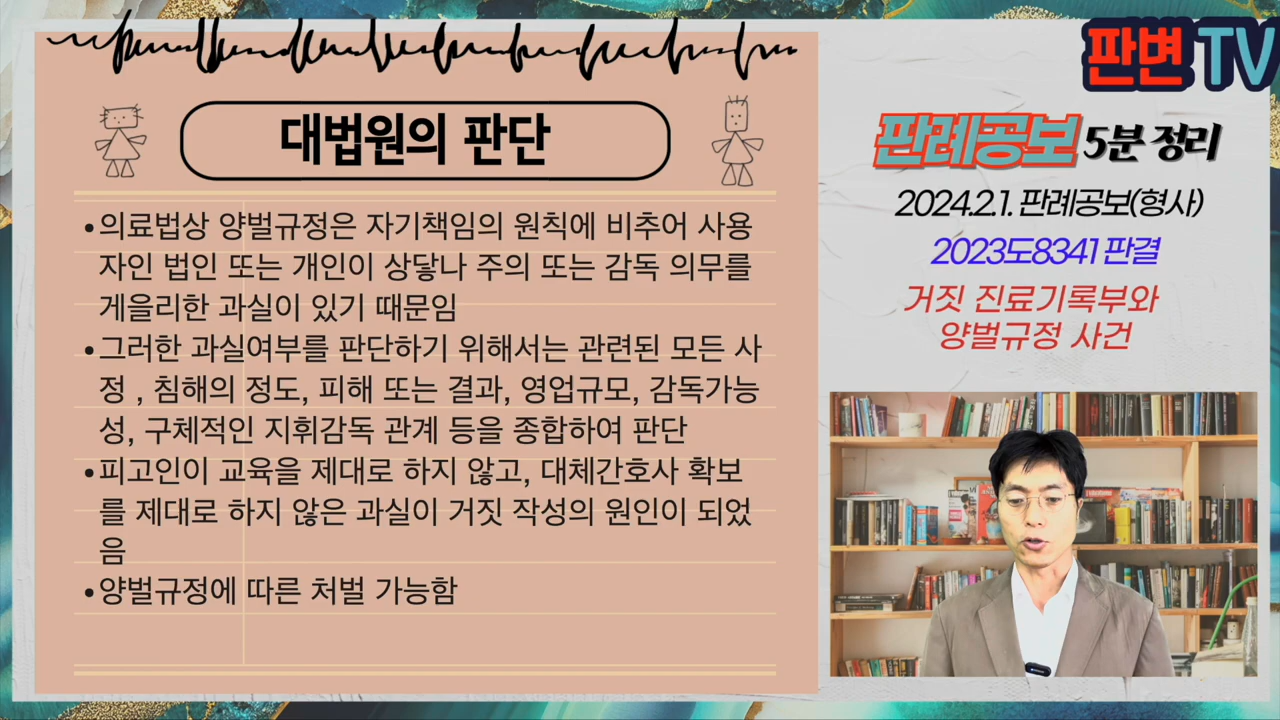 대법원의 판단
•의료법상 양벌규정은 자기책임의 원칙에 비추어 사용
자인 법인 또는 개인이 상닿나 주의 또는 감독 의무를
게을리한 과실이 있기 때문임
•그러한 과실여부를 판단하기 위해서는 관련된 모든 사
정 , 침해의 정도, 피해 또는 결과, 영업규모, 감독가능
성, 구체적인 지휘감독 관계 등을 종합하여 판단
•피고인이 교육을 제대로 하지 않고, 대체간호사 확보
를 제대로 하지 않은 과실이 거짓 작성의 원인이 되었
음
•양벌규정에 따른 처벌 가능함
판변 TV
판례공보 5분 정리
2024.2.1. 판례공보(형사)
2023도8341 판결
거짓 진료기록부와
양벌규정 사건